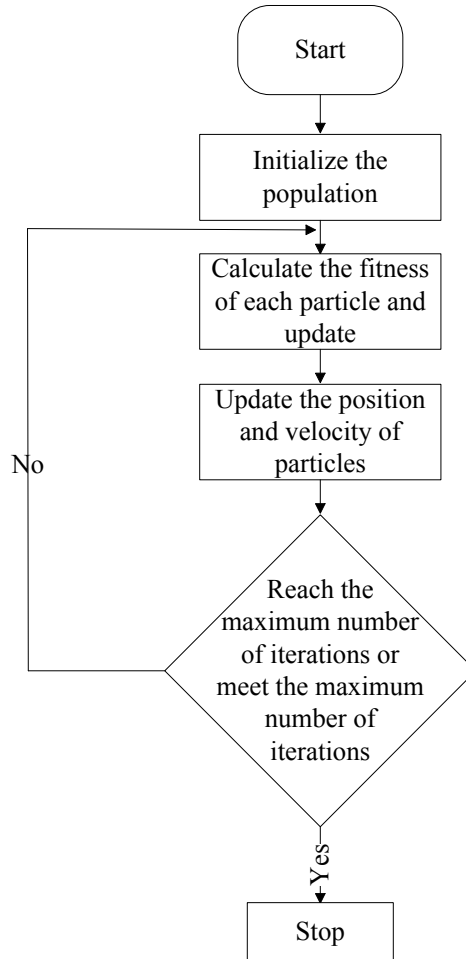 Start
Initialize the
population
Calculate the fitness
of each particle and
update
Update the position
and velocity of
particles
No
Reach the
maximum number
of iterations or
meet the maximum
number of
iterations
Yes
Stop